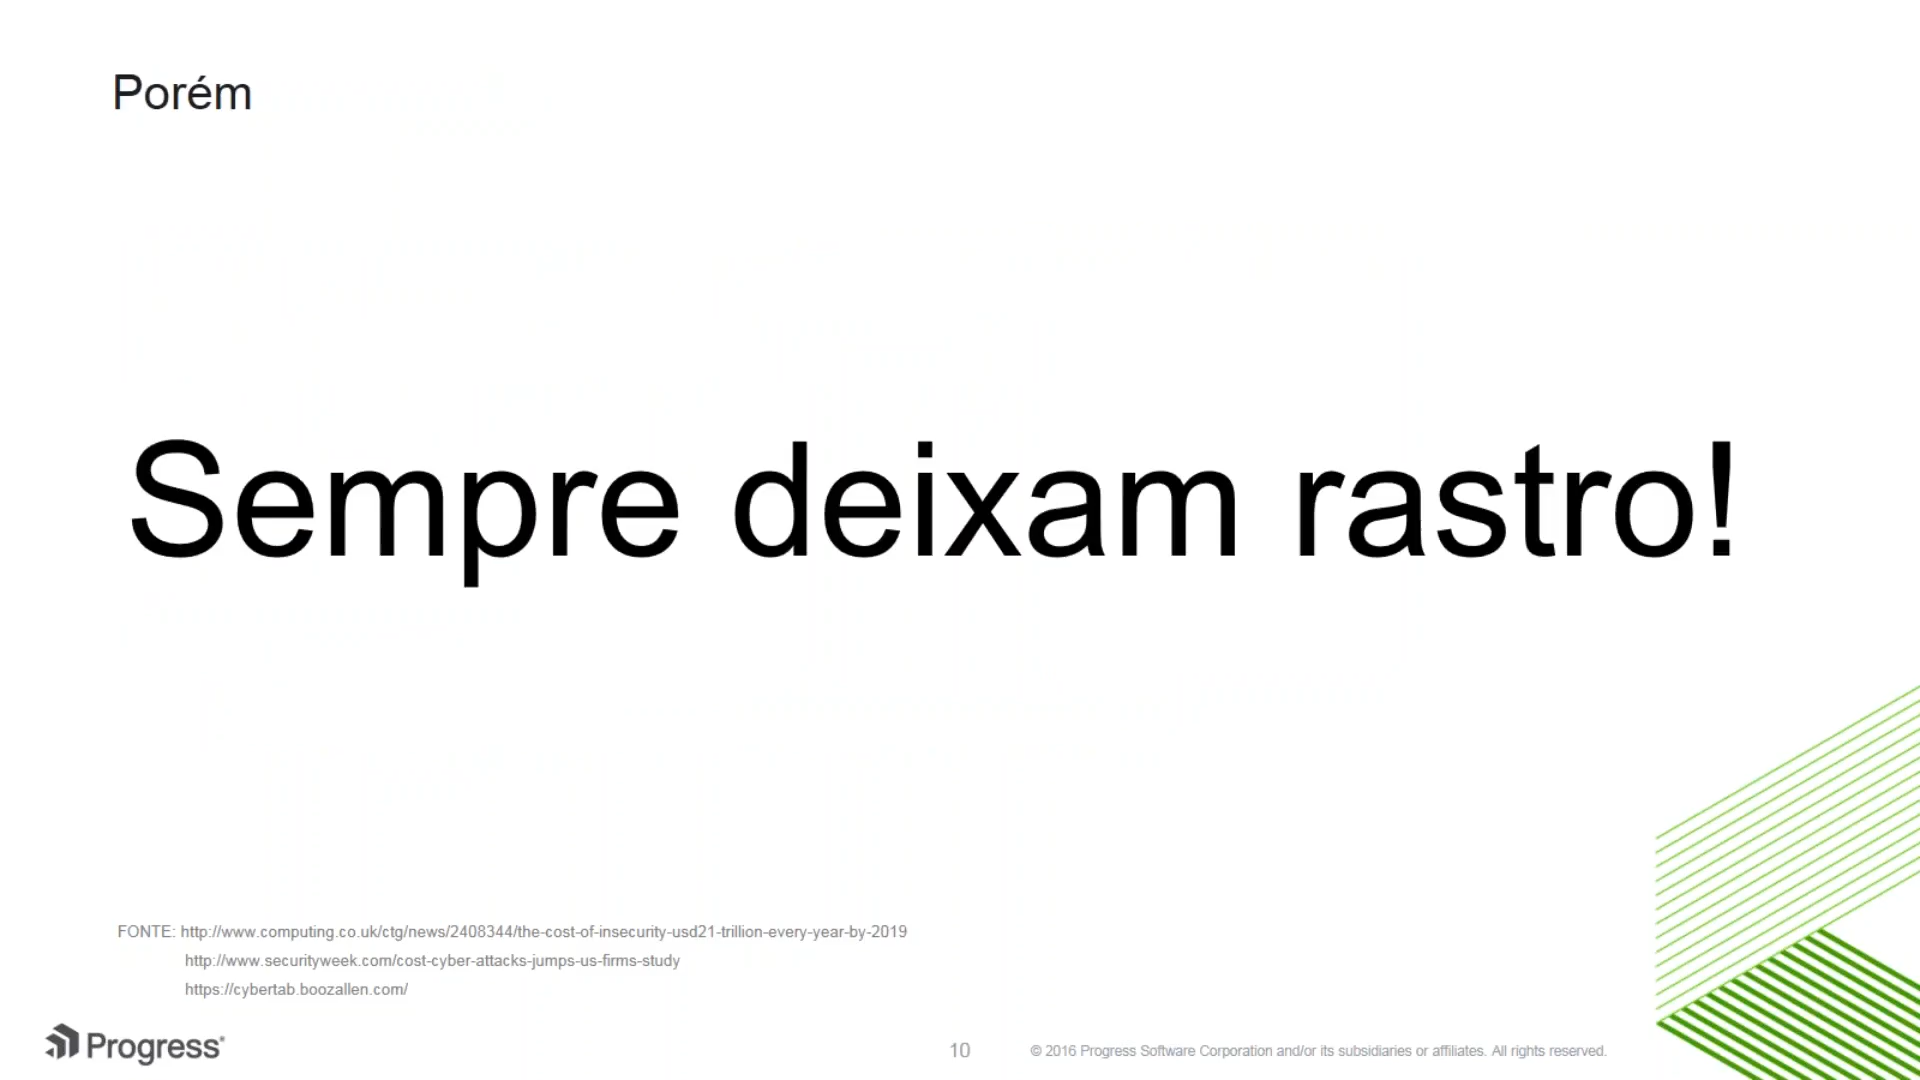 Porém
Sempre deixam rastro!
FONTE: http://www.computing.co.uk/ctg/news/2408344/the-cost-of-insecurity-usd21-trillion-every-year-by-2019
http://www.securityweek.com/cost-cyber-attacks-jumps-us-firms-study
https://cybertab.boozallen.com/
Progress®
10
© 2016 Progress Software Corporation and/or its subsidiaries or affiliates. All rights reserved.